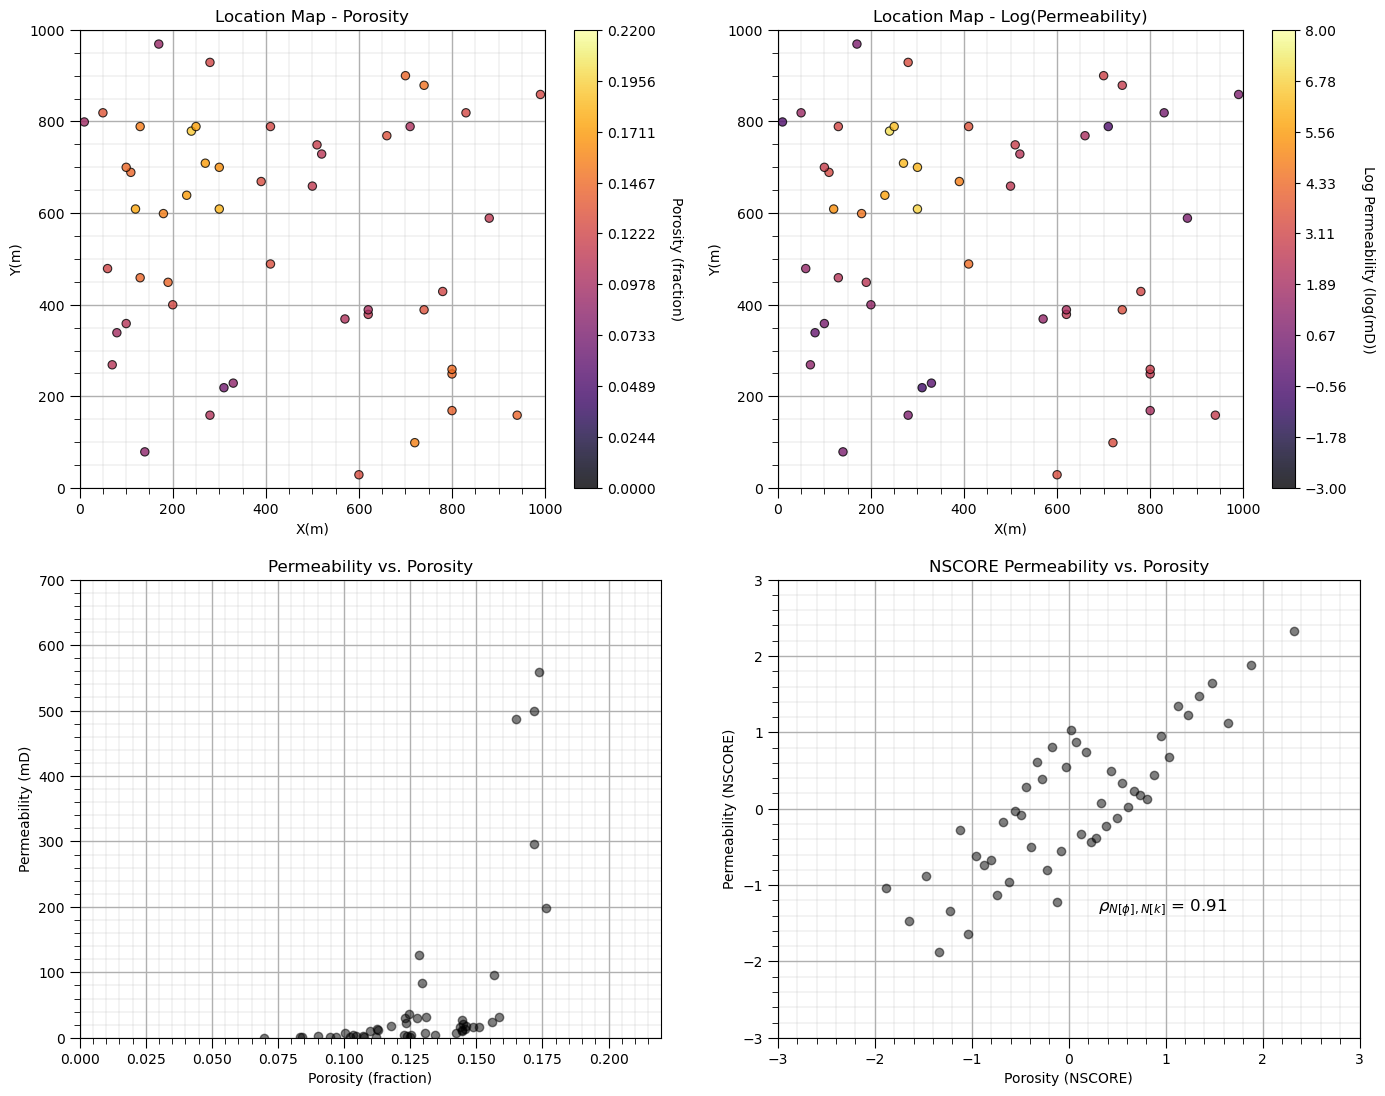 Location Map - Porosity
1000
800
600
400
200
0
Y(m)
0 200 400 600 800 1000
X(m)
0.2200
0.1956
0.1711
0.1467
0.1222
0.0978
0.0733
0.0489
0.0244
0.0000
Porosity (fraction)
Location Map - Log(Permeability)
1000
800
600
400
200
0
Y(m)
0 200 400 600 800 1000
X(m)
8.00
6.78
5.56
4.33
3.11
1.89
0.67
−0.56
−1.78
−3.00
Log Permeability (log(mD))
Permeability vs. Porosity
700
600
500
400
300
200
100
0
Permeability (mD)
0.000 0.025 0.050 0.075 0.100 0.125 0.150 0.175 0.200
Porosity (fraction)
NSCORE Permeability vs. Porosity
3
2
1
0
−1
−2
−3
Permeability (NSCORE)
ρN[ϕ],N[k] = 0.91
−3 −2 −1 0 1 2 3
Porosity (NSCORE)